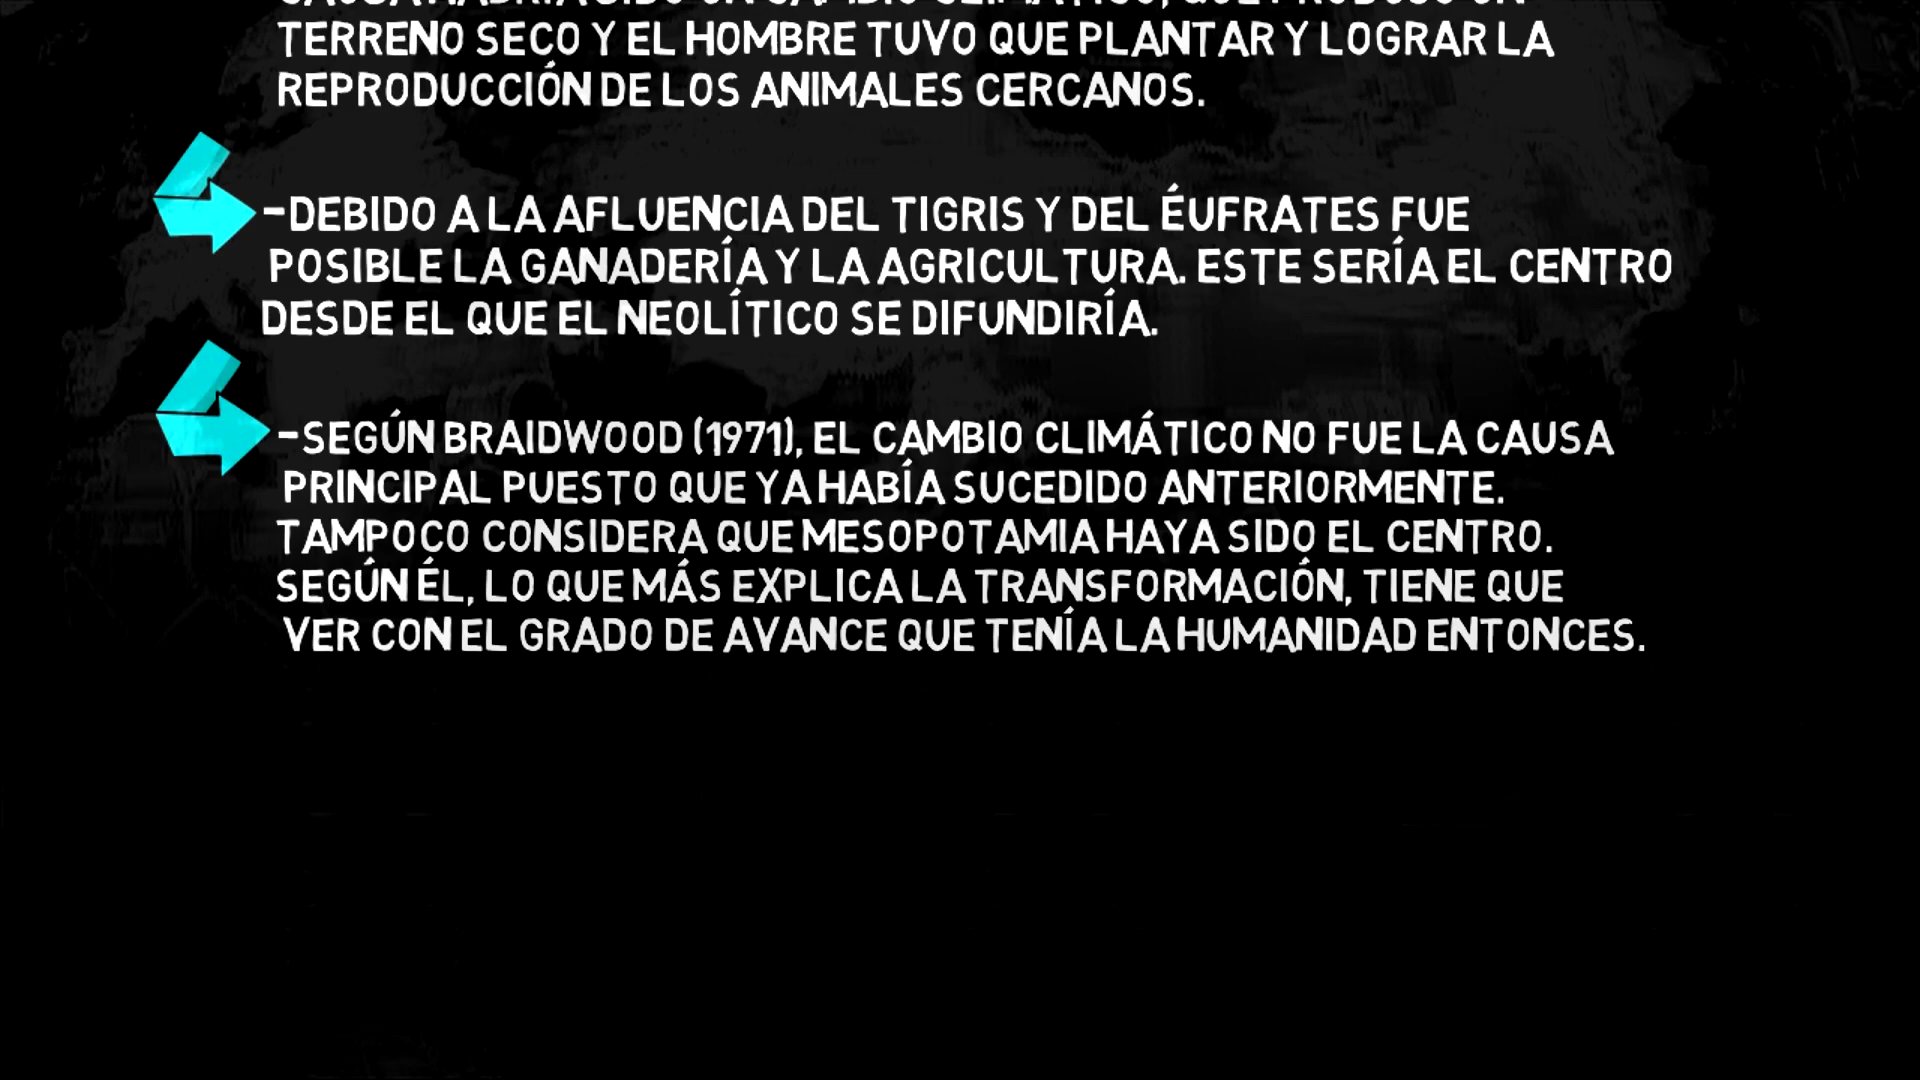 TERRENO SECO Y EL HOMBRE TUVO QUE PLANTAR Y LOGRAR LA
REPRODUCCIÓN DE LOS ANIMALES CERCANOS.
-DEBIDO A LA AFLUENCIA DEL TIGRIS Y DEL ÉUFRATES FUE
POSIBLE LA GANADERÍA Y LA AGRICULTURA. ESTE SERÍA EL CENTRO
DESDE EL QUE EL NEOLÍTICO SE DIFUNDIRÍA.
-SEGÚN BRAIDWOOD (1971), EL CAMBIO CLIMÁTICO NO FUE LA CAUSA
PRINCIPAL PUESTO QUE YA HABÍA SUCEDIDO ANTERIORMENTE.
TAMPOCO CONSIDERA QUE MESOPOTAMIA HAYA SIDO EL CENTRO.
SEGÚN ÉL, LO QUE MÁS EXPLICA LA TRANSFORMACIÓN, TIENE QUE
VER CON EL GRADO DE AVANCE QUE TENÍA LA HUMANIDAD ENTONCES.